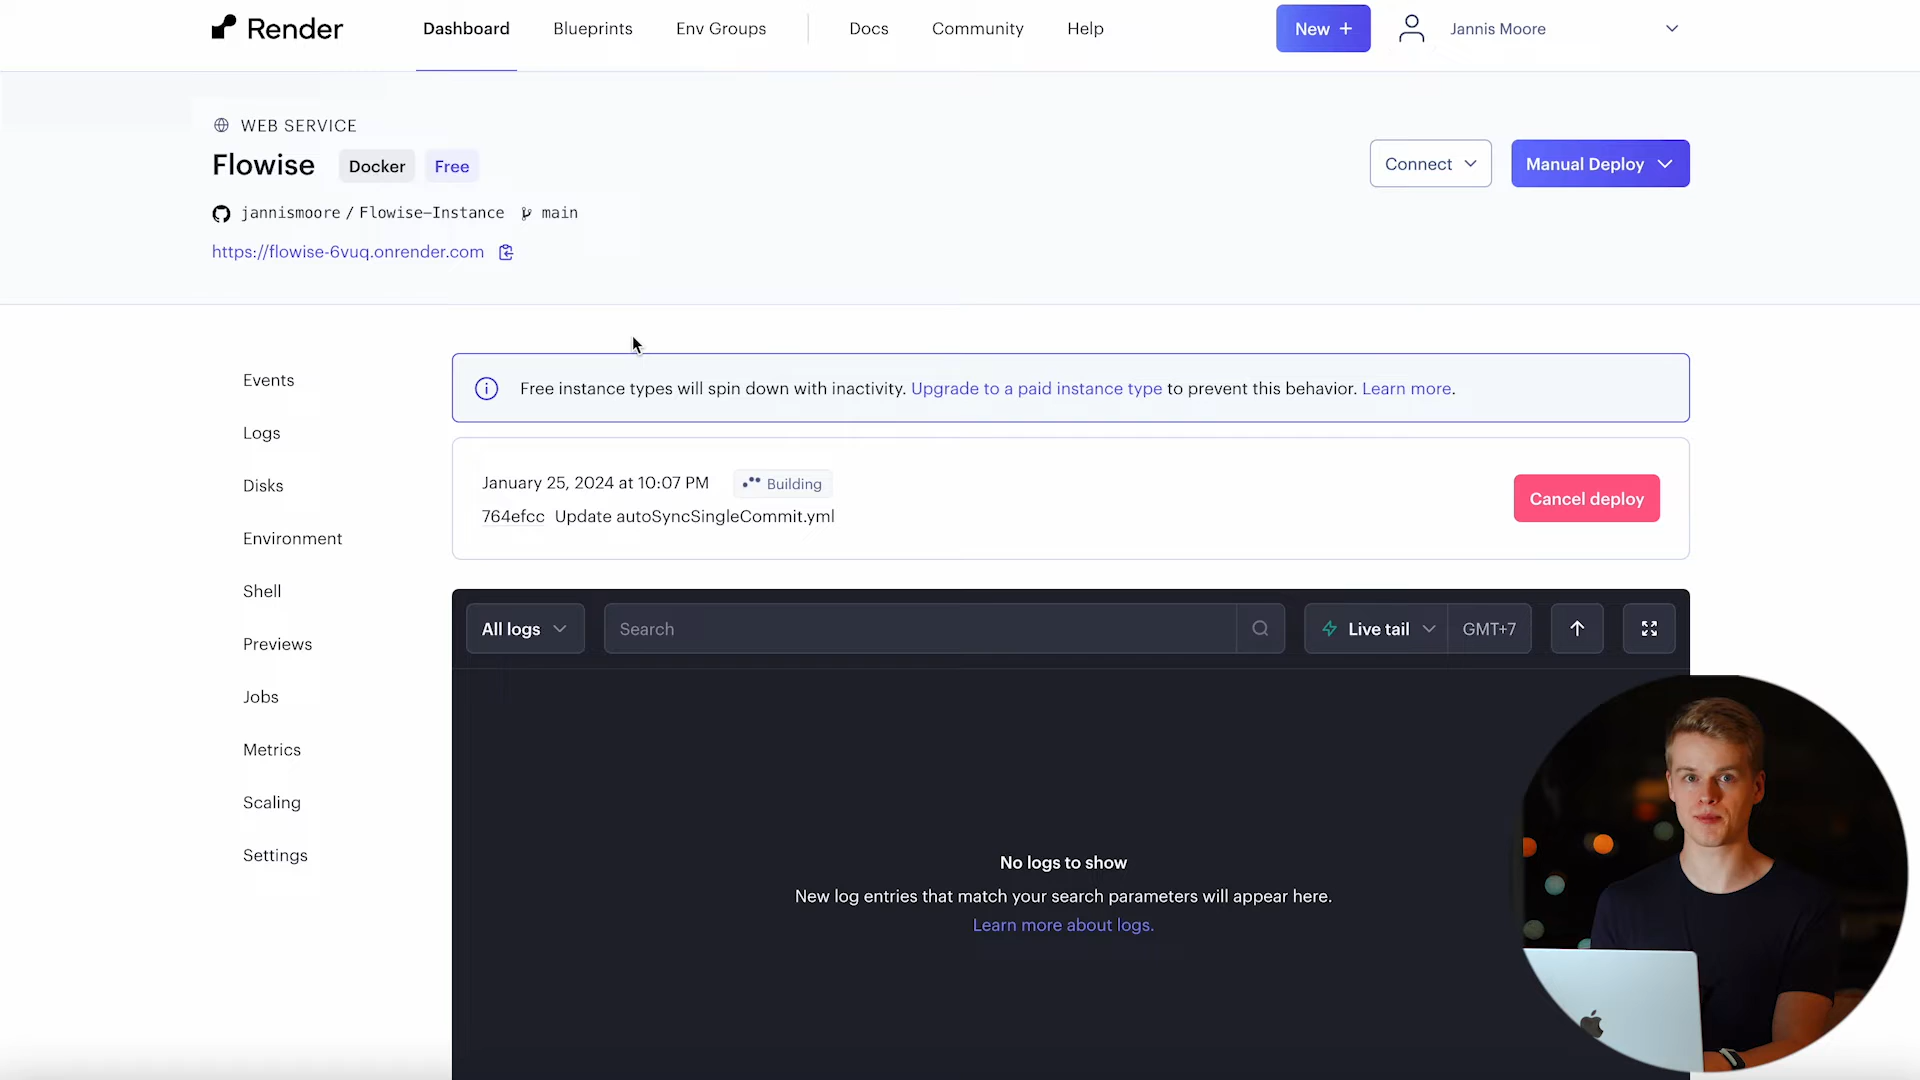 Render
Dashboard
Blueprints
Env Groups
Docs
Community
Help
New +
Jannis Moore
WEB SERVICE
Flowise
Docker
Free
Connect
Manual Deploy
jannismoore / Flowise-Instance
main
https://flowise-6vuq.onrender.com
Events
Logs
Disks
Environment
Shell
Previews
Jobs
Metrics
Scaling
Settings
Free instance types will spin down with inactivity. Upgrade to a paid instance type to prevent this behavior. Learn more.
January 25, 2024 at 10:07 PM
Building
764efcc Update autoSyncSingleCommit.yml
Cancel deploy
All logs
Search
Live tail
GMT+7
No logs to show
New log entries that match your search parameters will appear here.
Learn more about logs.